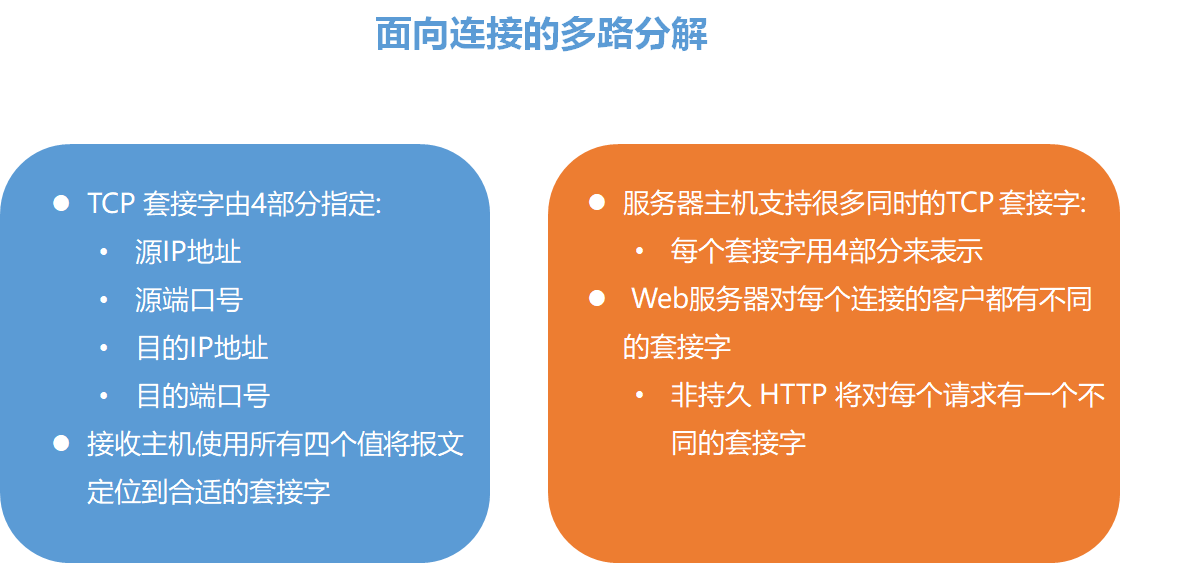 面向连接的多路分解
● TCP 套接字由4部分指定:
• 源IP地址
• 源端口号
• 目的IP地址
• 目的端口号
● 接收主机使用所有四个值将报文
定位到合适的套接字
● 服务器主机支持很多同时的TCP 套接字:
• 每个套接字用4部分来表示
● Web服务器对每个连接的客户都有不同
的套接字
• 非持久 HTTP 将对每个请求有一个不
同的套接字